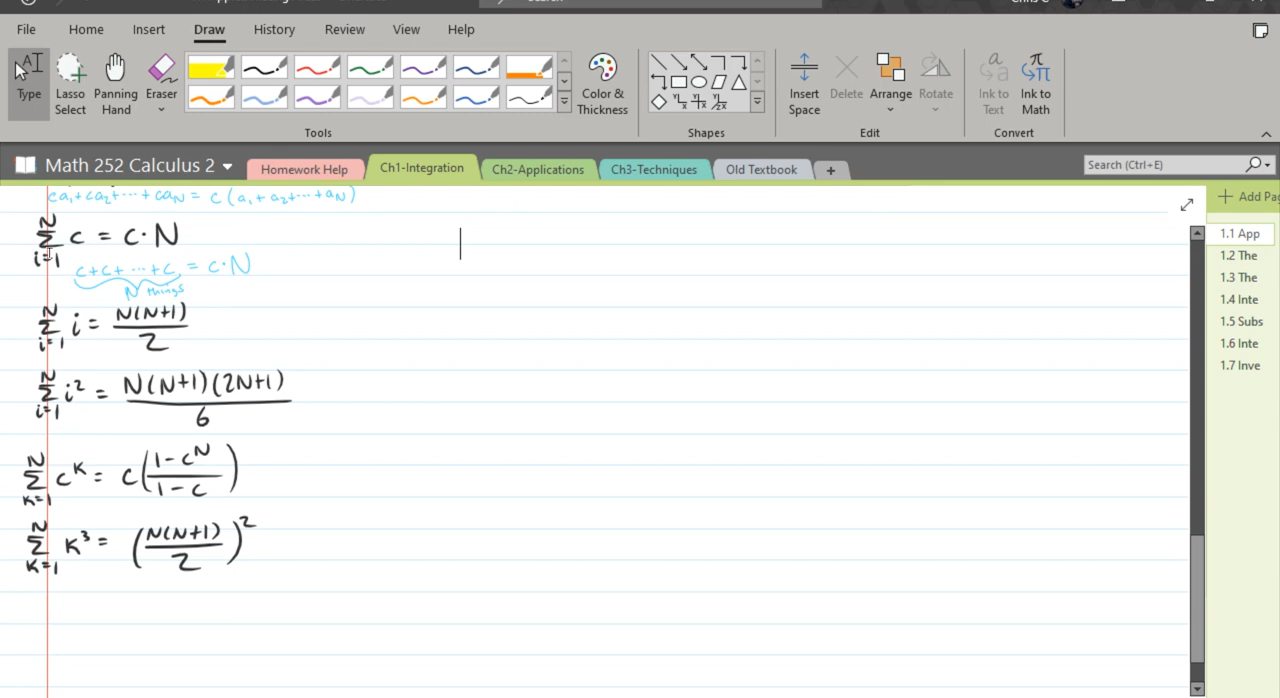 File Home Insert Draw History Review View Help
Type
Lasso Select
Panning Hand
Eraser
Color & Thickness
Insert Space
Delete
Arrange
Rotate
Ink to Text
Ink to Math
Tools
Shapes
Edit
Convert
Math 252 Calculus 2
Homework Help
Ch1-Integration
Ch2-Applications
Ch3-Techniques
Old Textbook
+
Search (Ctrl+E)
+ Add Pag
1.1 App
1.2 The
1.3 The
1.4 Inte
1.5 Subs
1.6 Inte
1.7 Inve
ca₁+ca₂+⋯+ca_N = c(a₁+a₂+⋯+a_N)
∑_{i=1}^{N} c = c·N
c+c+⋯+c = c·N
N things
∑_{i=1}^{N} i = N(N+1)/2
∑_{i=1}^{N} i² = N(N+1)(2N+1)/6
∑_{k=1}^{N} c^k = c((1-c^N)/(1-c))
∑_{k=1}^{N} k³ = (N(N+1)/2)²